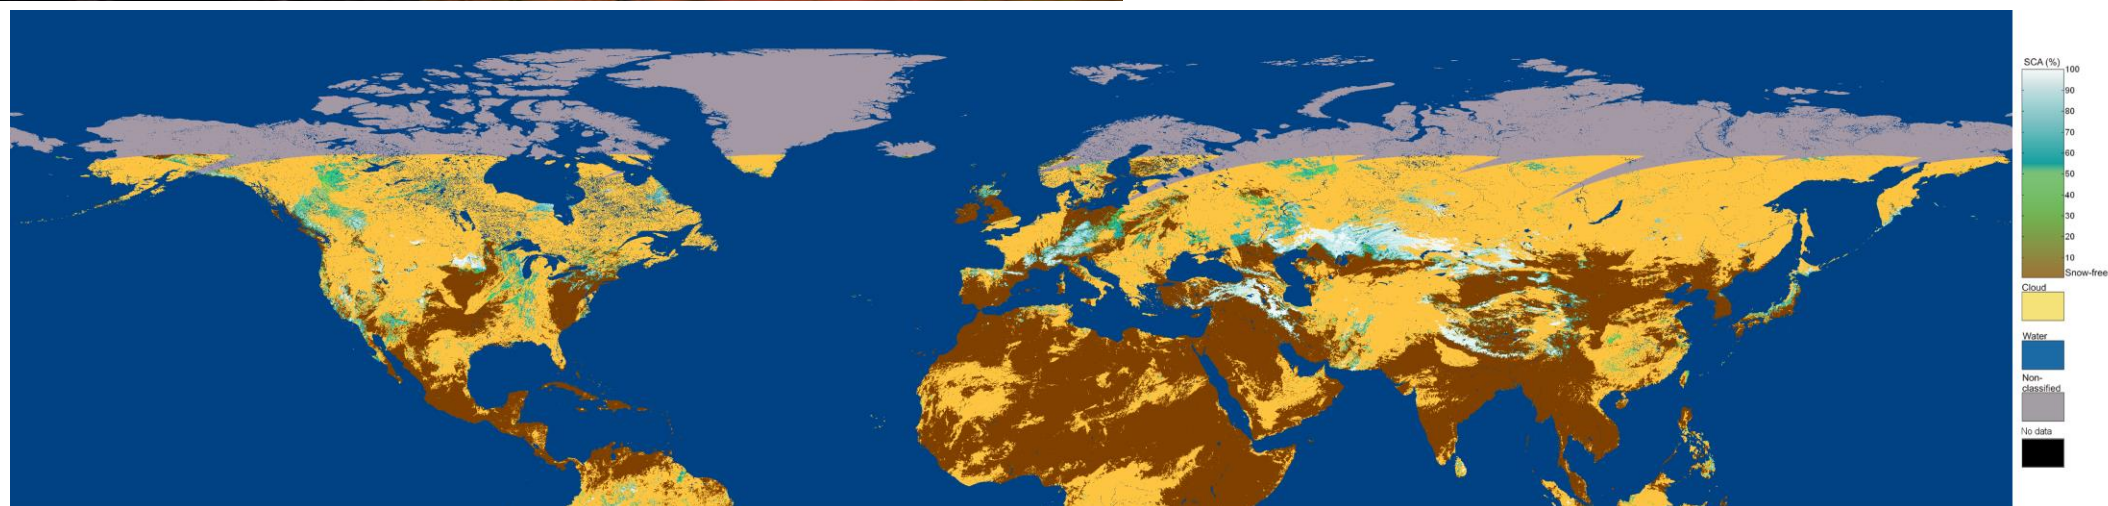 SCA (%)
100
90
80
70
60
50
40
30
20
10
Snow-free
Cloud
Water
Non-
classified
No data